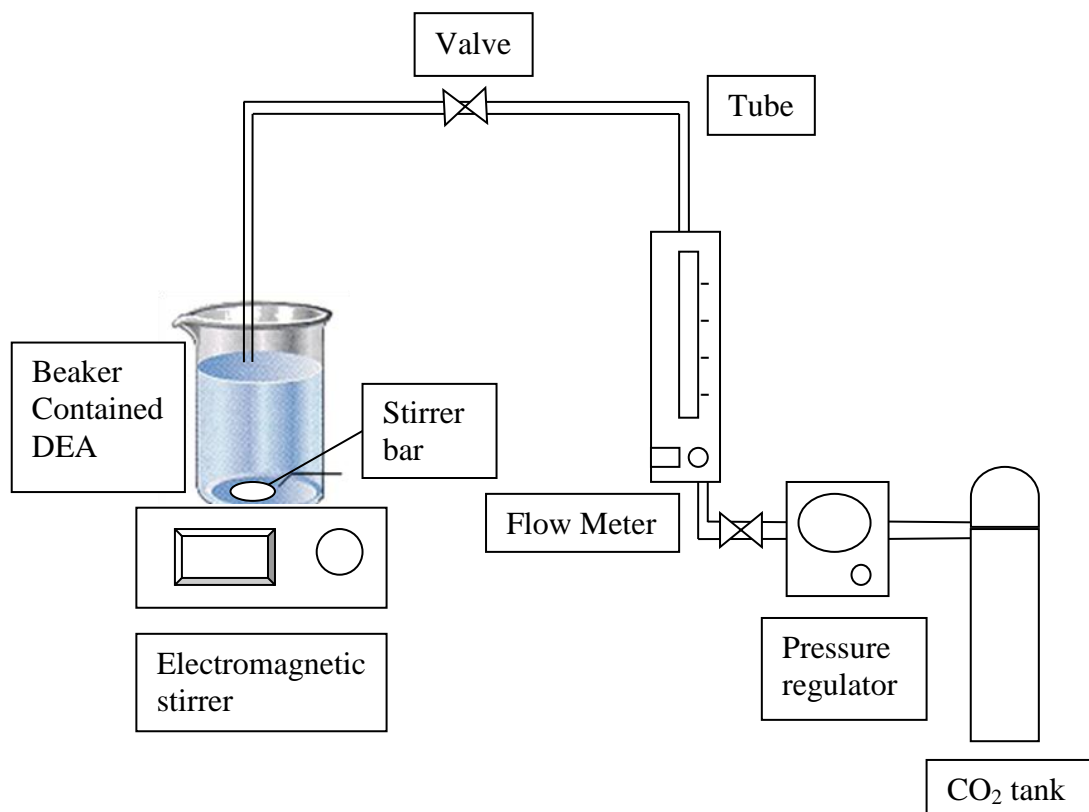 Valve
Tube
Beaker
Contained
DEA
Stirrer
bar
Flow Meter
Electromagnetic
stirrer
Pressure
regulator
CO₂ tank